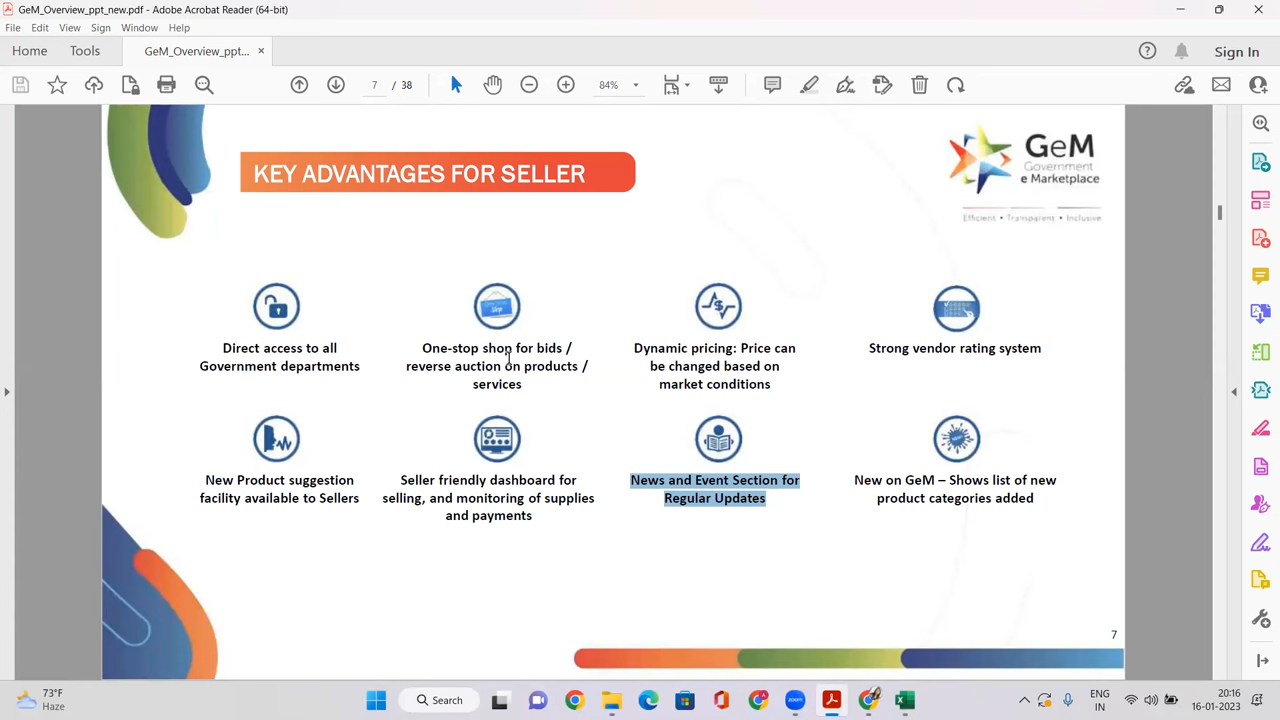 GeM_Overview_ppt_new.pdf - Adobe Acrobat Reader (64-bit)
File Edit View Sign Window Help
Home Tools GeM_Overview_ppt... × Sign In
7 / 38 84%
KEY ADVANTAGES FOR SELLER
GeM
Government
e Marketplace
Efficient • Transparent • Inclusive
Direct access to all
Government departments
One-stop shop for bids /
reverse auction on products /
services
Dynamic pricing: Price can
be changed based on
market conditions
Strong vendor rating system
New Product suggestion
facility available to Sellers
Seller friendly dashboard for
selling, and monitoring of supplies
and payments
News and Event Section for
Regular Updates
New on GeM – Shows list of new
product categories added
7
73°F
Haze
Search
ENG
IN
20:16
16-01-2023